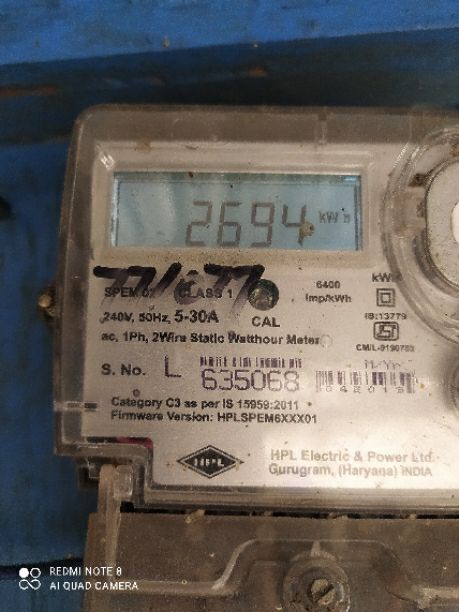 2694 kWh
SPEM 02 CLASS 1
6400
imp/kWh
240V, 50Hz, 5-30A CAL
IS:13779
ac, 1Ph, 2Wire Static Watthour Meter
S. No. L 635068
Category C3 as per IS 15959:2011
Firmware Version: HPLSPEM6XXX01
HPL
HPL Electric & Power Ltd.
Gurugram, (Haryana) INDIA
REDMI NOTE 8
AI QUAD CAMERA